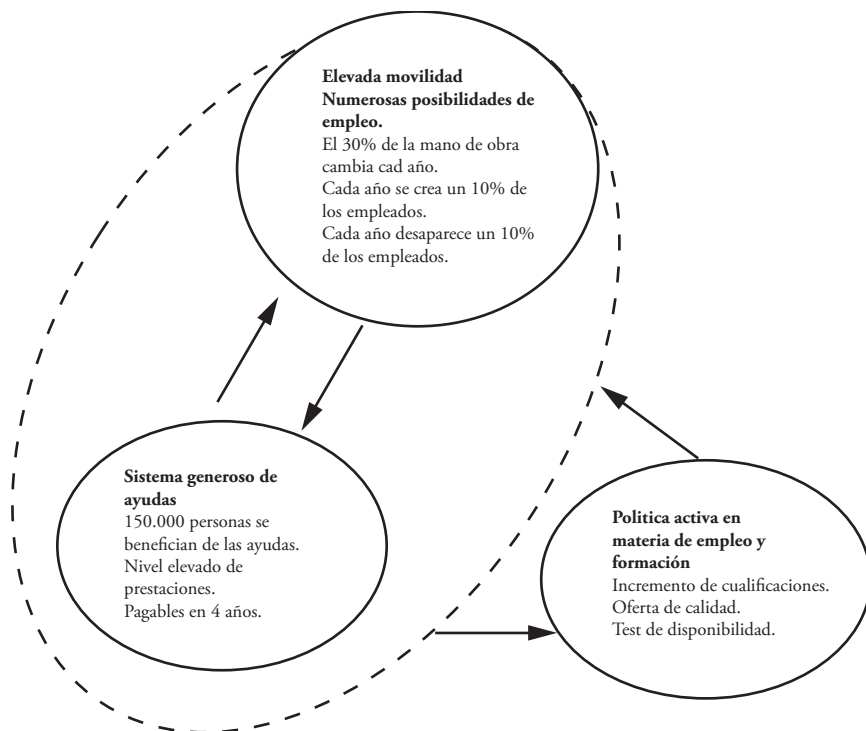 Elevada movilidad
Numerosas posibilidades de
empleo.
El 30% de la mano de obra
cambia cad año.
Cada año se crea un 10% de
los empleados.
Cada año desaparece un 10%
de los empleados.
Sistema generoso de
ayudas
150.000 personas se
benefician de las ayudas.
Nivel elevado de
prestaciones.
Pagables en 4 años.
Politica activa en
materia de empleo y
formación
Incremento de cualificaciones.
Oferta de calidad.
Test de disponibilidad.